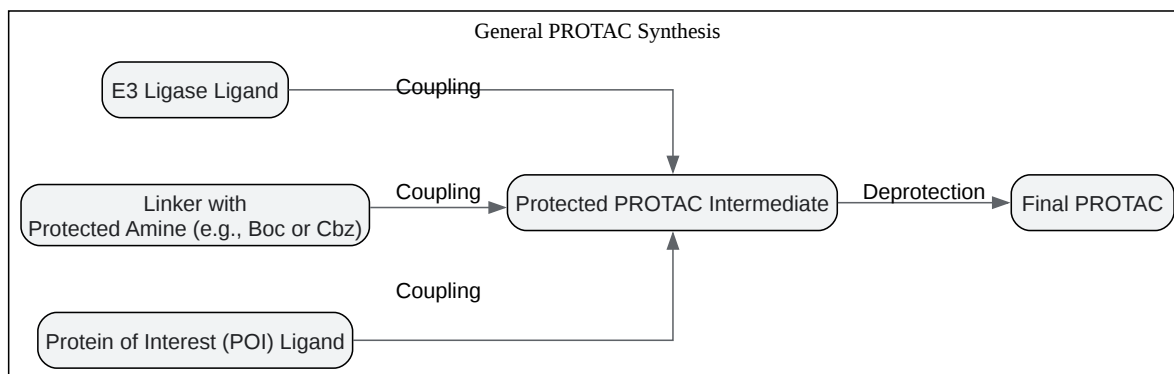 General PROTAC Synthesis
E3 Ligase Ligand
Coupling
Linker with
Protected Amine (e.g., Boc or Cbz)
Coupling
Protected PROTAC Intermediate
Deprotection
Final PROTAC
Coupling
Protein of Interest (POI) Ligand